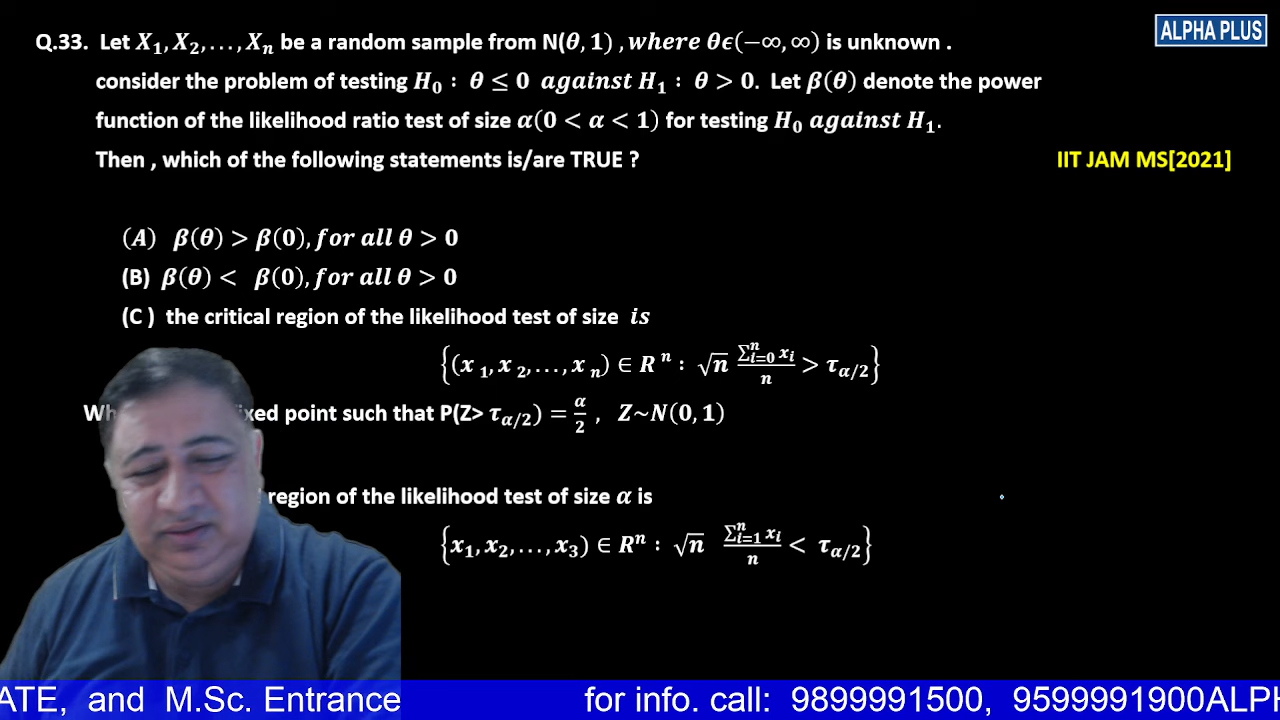 ALPHA PLUS
Q.33. Let X₁, X₂, ..., Xₙ be a random sample from N(θ, 1) , where θϵ(−∞, ∞) is unknown .
consider the problem of testing H₀ : θ ≤ 0 against H₁ : θ > 0. Let β(θ) denote the power
function of the likelihood ratio test of size α(0 < α < 1) for testing H₀ against H₁.
Then , which of the following statements is/are TRUE ?
IIT JAM MS[2021]
(A) β(θ) > β(0), for all θ > 0
(B) β(θ) < β(0), for all θ > 0
(C ) the critical region of the likelihood test of size is
{(x ₁, x ₂, ..., x ₙ) ∈ R ⁿ : √n (∑ⁿᵢ₌₀ xᵢ)/n > τ_{α/2}}
such that P(Z> τ_{α/2}) = α/2 , Z~N(0, 1)
point
region of the likelihood test of size α is
{x₁, x₂, ..., x₃) ∈ Rⁿ : √n (∑ⁿᵢ₌₁ xᵢ)/n < τ_{α/2}}
ATE, and M.Sc. Entrance for info. call: 9899991500, 9599991900ALPH